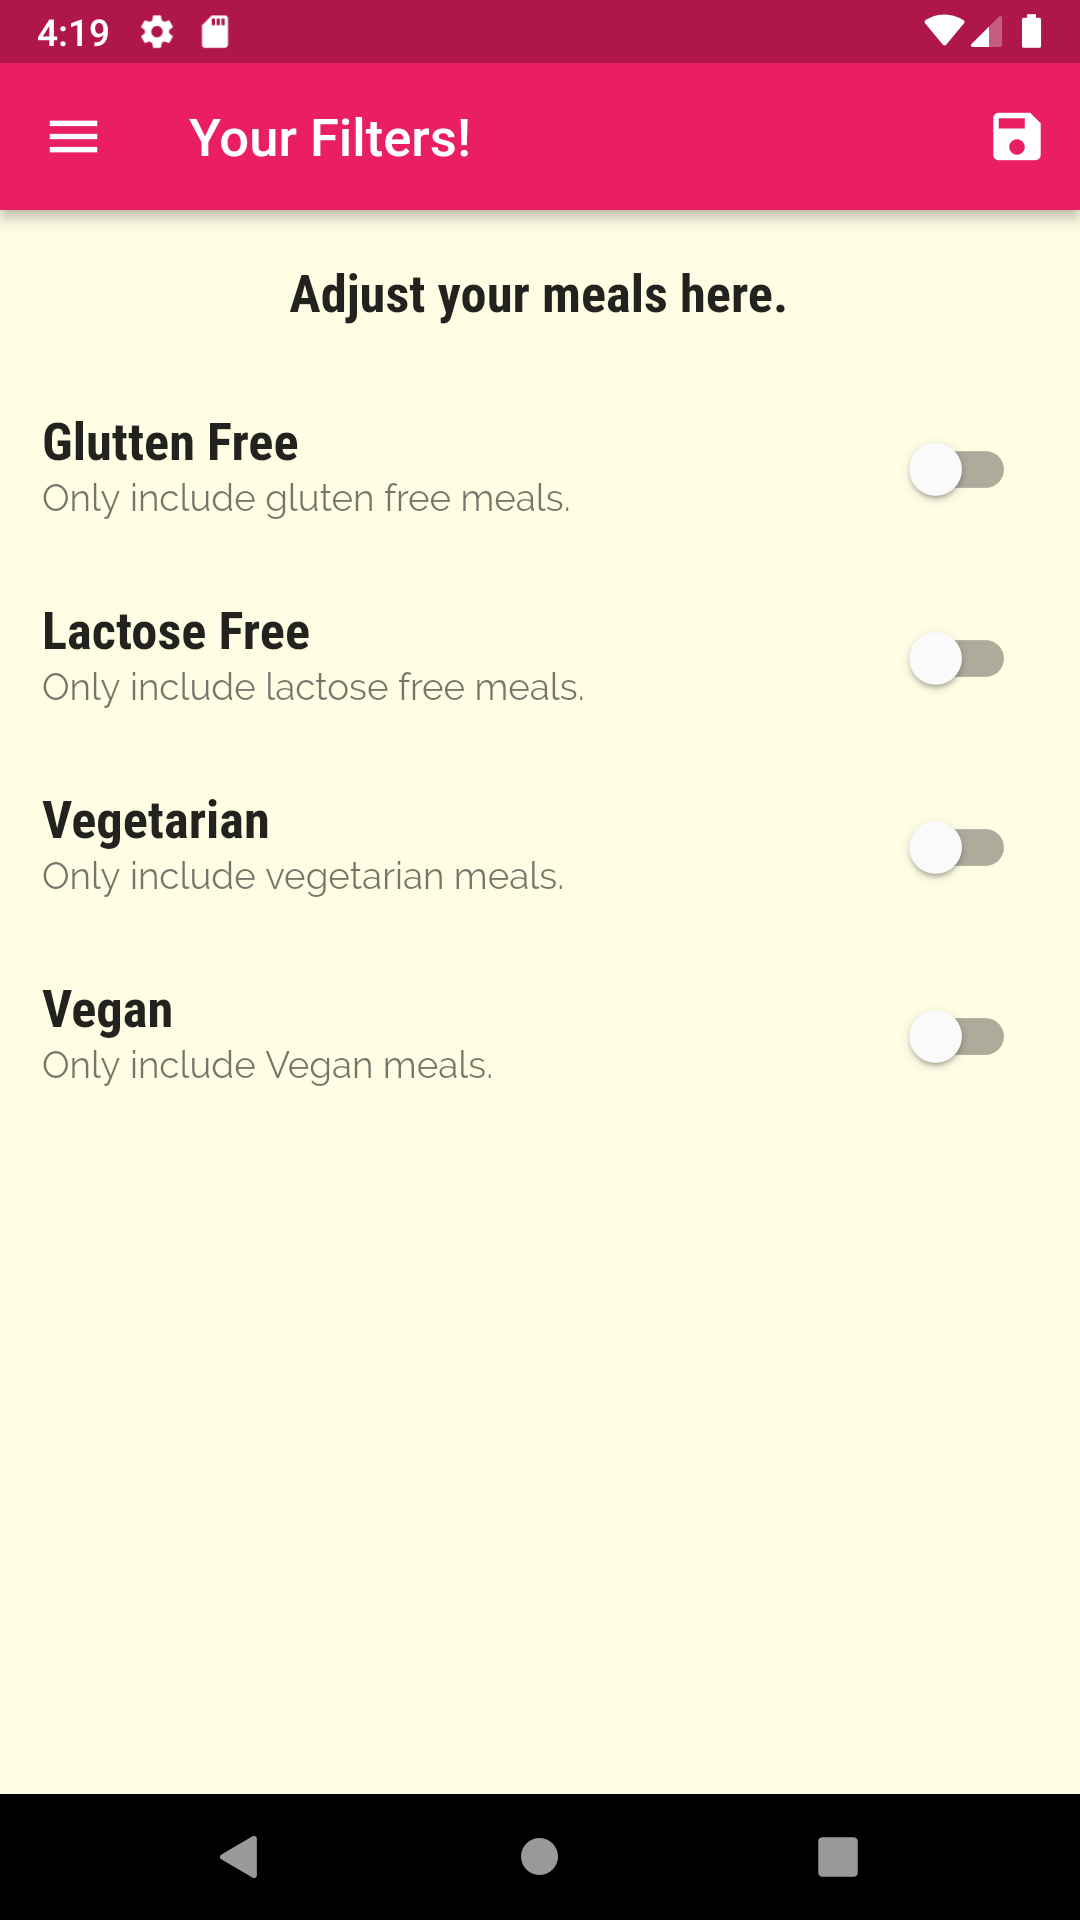 4:19
Your Filters!
Adjust your meals here.
Glutten Free
Only include gluten free meals.
Lactose Free
Only include lactose free meals.
Vegetarian
Only include vegetarian meals.
Vegan
Only include Vegan meals.